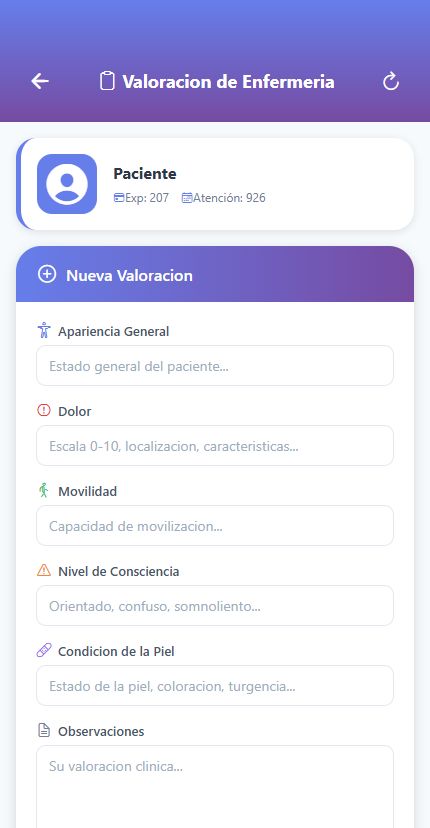 Valoracion de Enfermeria
Paciente
Exp: 207 Atención: 926
Nueva Valoracion
Apariencia General
Estado general del paciente...
Dolor
Escala 0-10, localizacion, caracteristicas...
Movilidad
Capacidad de movilizacion...
Nivel de Consciencia
Orientado, confuso, somnoliento...
Condicion de la Piel
Estado de la piel, coloracion, turgencia...
Observaciones
Su valoracion clinica...